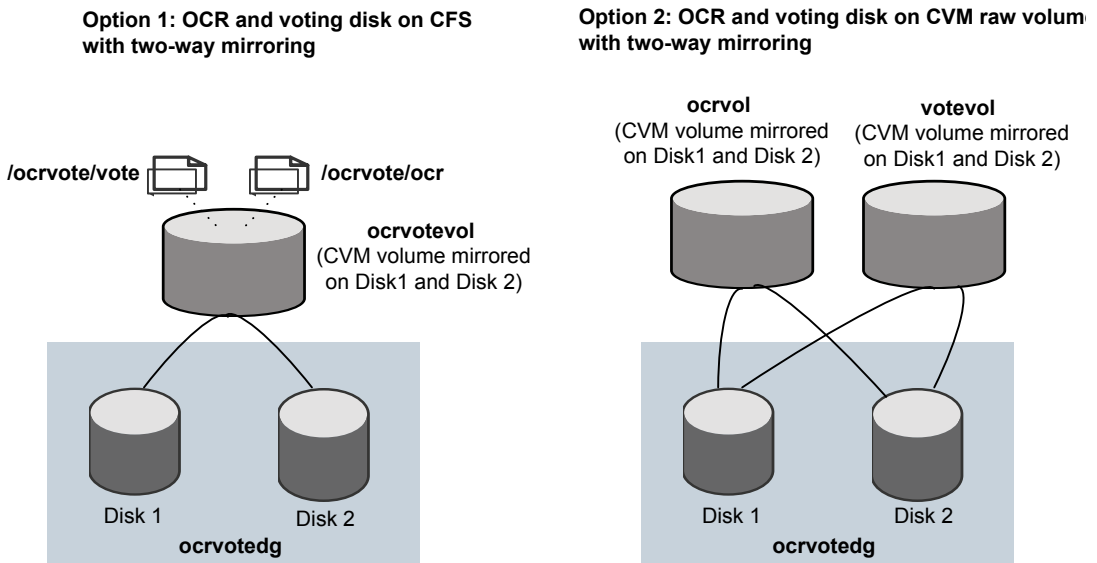 Option 1: OCR and voting disk on CFS
with two-way mirroring
/ocrvote/vote
/ocrvote/ocr
ocrvotevol
(CVM volume mirrored
on Disk1 and Disk 2)
Disk 1
Disk 2
ocrvotedg
Option 2: OCR and voting disk on CVM raw
with two-way mirroring
ocrvol
(CVM volume mirrored
on Disk1 and Disk 2)
votevol
(CVM volume mirrored
on Disk1 and Disk 2)
Disk 1
Disk 2
ocrvotedg